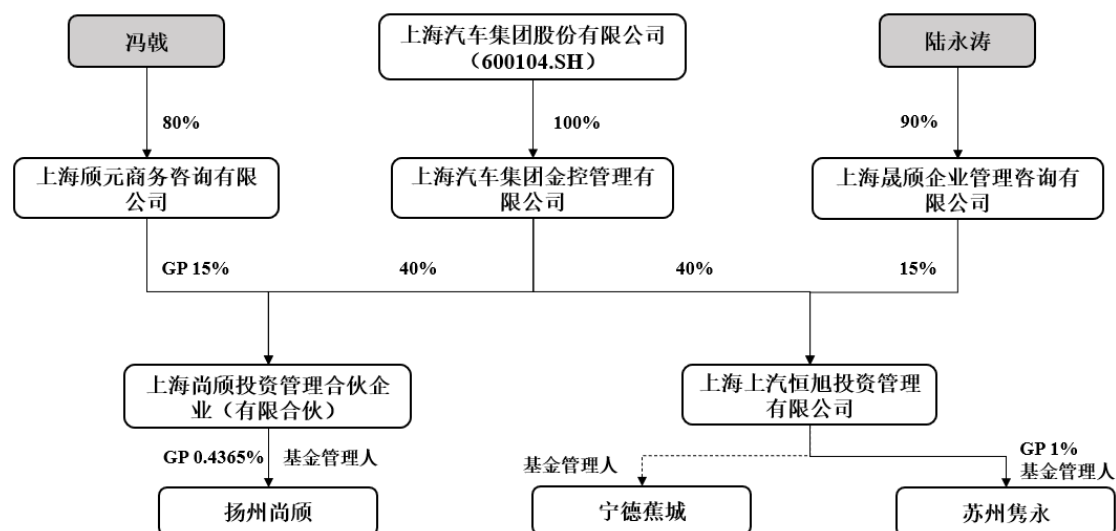 冯戟
上海汽车集团股份有限公司
（600104.SH）
陆永涛
80%
100%
90%
上海颀元商务咨询有限
公司
上海汽车集团金控管理有
限公司
上海晟颀企业管理咨询有
限公司
GP 15%
40%
40%
15%
上海尚颀投资管理合伙企
业（有限合伙）
上海上汽恒旭投资管理
有限公司
GP 0.4365%
基金管理人
基金管理人
GP 1%
基金管理人
扬州尚颀
宁德蕉城
苏州隽永